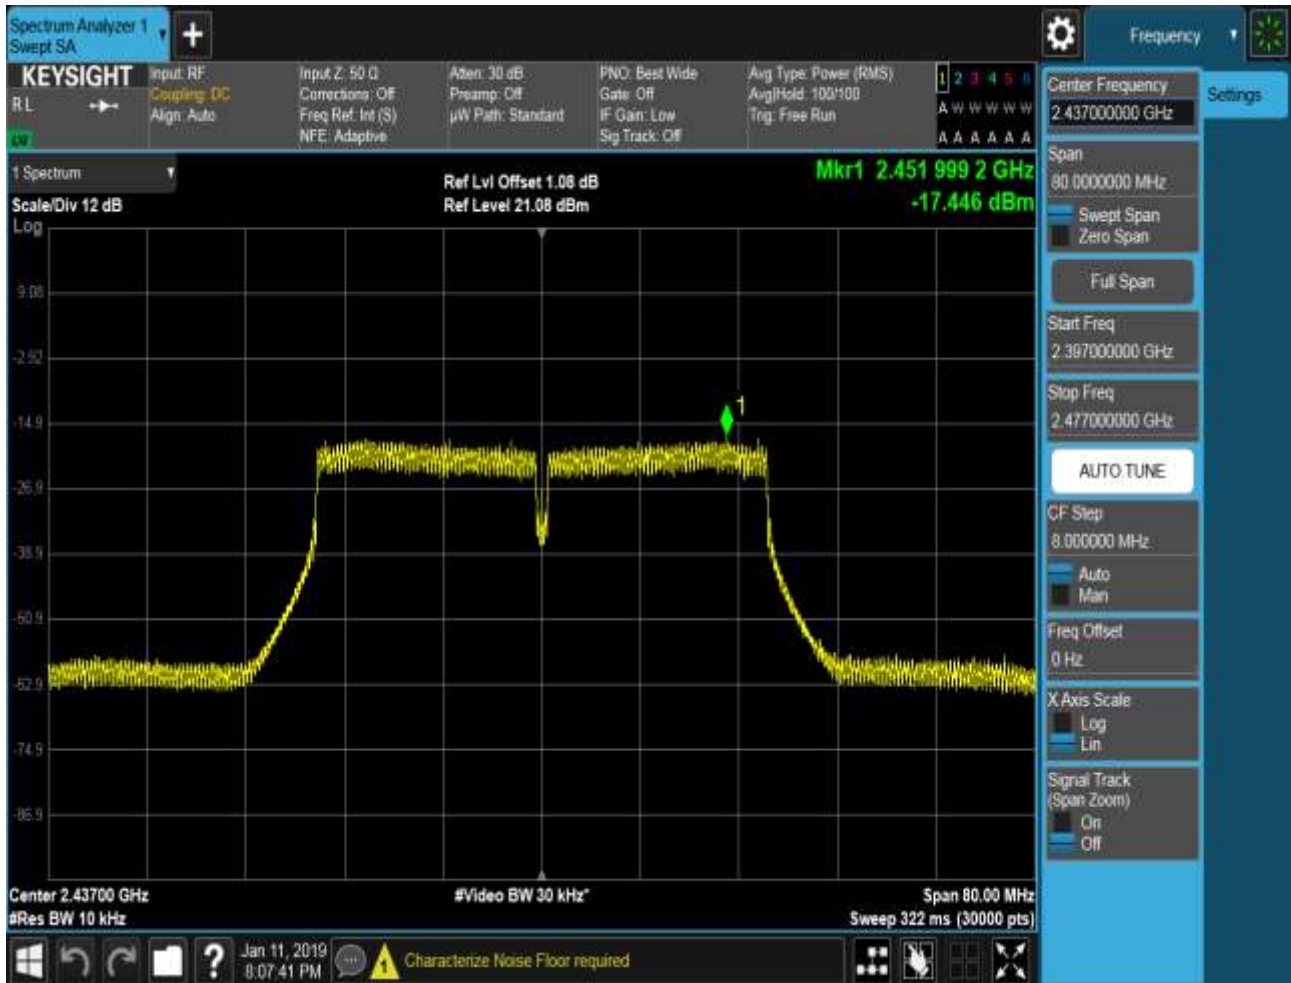 Spectrum Analyzer 1
Swept SA
+
Frequency
KEYSIGHT
R L
LXI
Input: RF
Coupling: DC
Align: Auto
Input Z: 50 Ω
Corrections: Off
Freq Ref: Int (S)
NFE: Adaptive
Atten: 30 dB
Preamp: Off
µW Path: Standard
PNO: Best Wide
Gate: Off
IF Gain: Low
Sig Track: Off
Avg Type: Power (RMS)
Avg|Hold: 100/100
Trig: Free Run
1 2 3 4 5 6
A W W W W W
A A A A A A
1 Spectrum
Scale/Div 12 dB
Log
Ref Lvl Offset 1.08 dB
Ref Level 21.08 dBm
Mkr1 2.451 999 2 GHz
-17.446 dBm
9.08
-2.92
-14.9
-26.9
-38.9
-50.9
-62.9
-74.9
-86.9
1
Center 2.43700 GHz
#Res BW 10 kHz
#Video BW 30 kHz*
Span 80.00 MHz
Sweep 322 ms (30000 pts)
Center Frequency
2.437000000 GHz
Settings
Span
80.0000000 MHz
Swept Span
Zero Span
Full Span
Start Freq
2.397000000 GHz
Stop Freq
2.477000000 GHz
AUTO TUNE
CF Step
8.000000 MHz
Auto
Man
Freq Offset
0 Hz
X Axis Scale
Log
Lin
Signal Track
(Span Zoom)
On
Off
?
Jan 11, 2019
8:07:41 PM
1
Characterize Noise Floor required